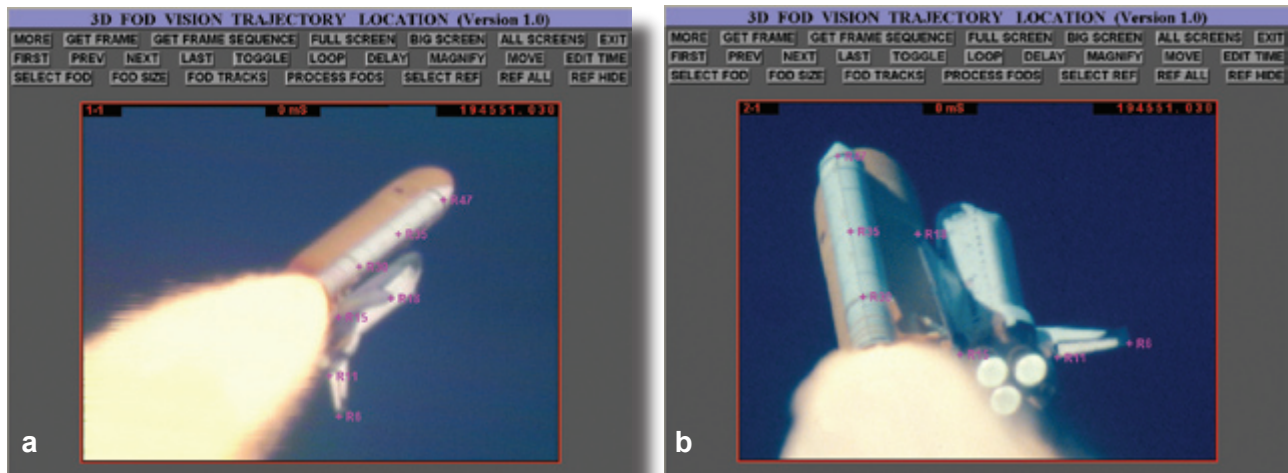 3D FOD VISION TRAJECTORY LOCATION (Version 1.0)
MORE GET FRAME GET FRAME SEQUENCE FULL SCREEN BIG SCREEN ALL SCREENS EXIT
FIRST PREV NEXT LAST TOGGLE LOOP DELAY MAGNIFY MOVE EDIT TIME
SELECT FOD FOD SIZE FOD TRACKS PROCESS FODS SELECT REF REF ALL REF HIDE
1-1 0 mS 194551.030
R47
R18
R15
R11
R6
a
3D FOD VISION TRAJECTORY LOCATION (Version 1.0)
MORE GET FRAME GET FRAME SEQUENCE FULL SCREEN BIG SCREEN ALL SCREENS EXIT
FIRST PREV NEXT LAST TOGGLE LOOP DELAY MAGNIFY MOVE EDIT TIME
SELECT FOD FOD SIZE FOD TRACKS PROCESS FODS SELECT REF REF ALL REF HIDE
2-1 0 mS 194551.030
R35
R18
R6
R11
b